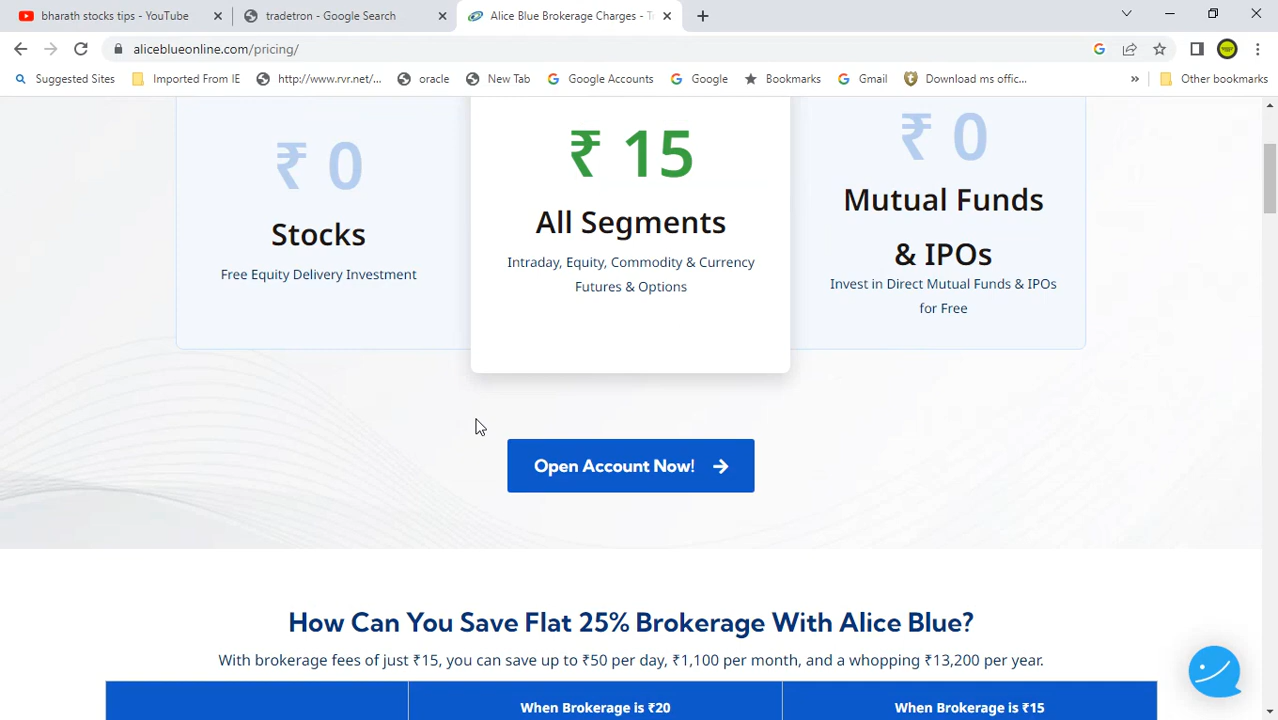 bharath stocks tips - YouTube
tradetron - Google Search
Alice Blue Brokerage Charges - T
aliceblueonline.com/pricing/
Suggested Sites
Imported From IE
http://www.rvr.net/...
oracle
New Tab
Google Accounts
Google
Bookmarks
Gmail
Download ms offic...
»
Other bookmarks
₹ 0
Stocks
Free Equity Delivery Investment
₹ 15
All Segments
Intraday, Equity, Commodity & Currency
Futures & Options
₹ 0
Mutual Funds
& IPOs
Invest in Direct Mutual Funds & IPOs
for Free
Open Account Now!
How Can You Save Flat 25% Brokerage With Alice Blue?
With brokerage fees of just ₹15, you can save up to ₹50 per day, ₹1,100 per month, and a whopping ₹13,200 per year.
When Brokerage is ₹20
When Brokerage is ₹15